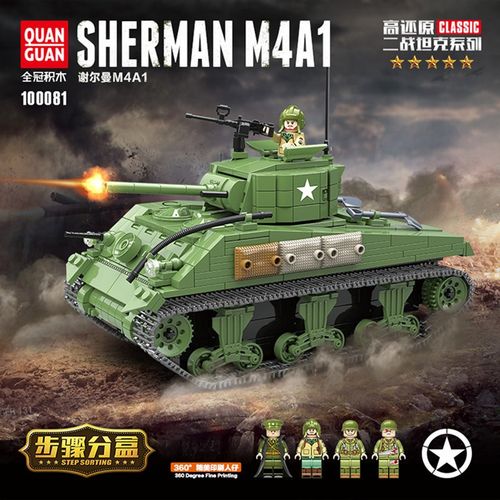 QUAN
GUAN
全冠积木
100081
SHERMAN M4A1
谢尔曼M4A1
高还原 CLASSIC
二战坦克系列
步骤分盒
STEP SORTING
360° 精美印刷人仔
360 Degree Fine Printing